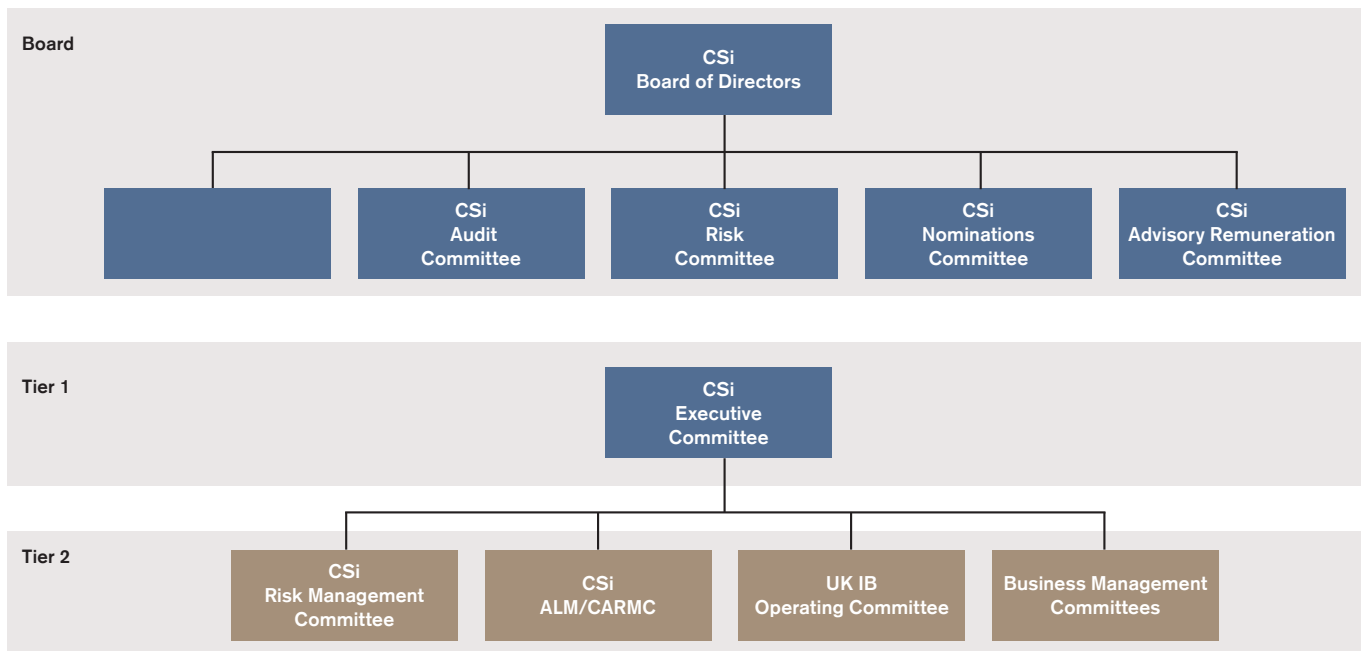 Board
CSi
Board of Directors
CSi
Audit
Committee
CSi
Risk
Committee
CSi
Nominations
Committee
CSi
Advisory Remuneration
Committee
Tier 1
CSi
Executive
Committee
Tier 2
CSi
Risk Management
Committee
CSi
ALM/CARMC
UK IB
Operating Committee
Business Management
Committees